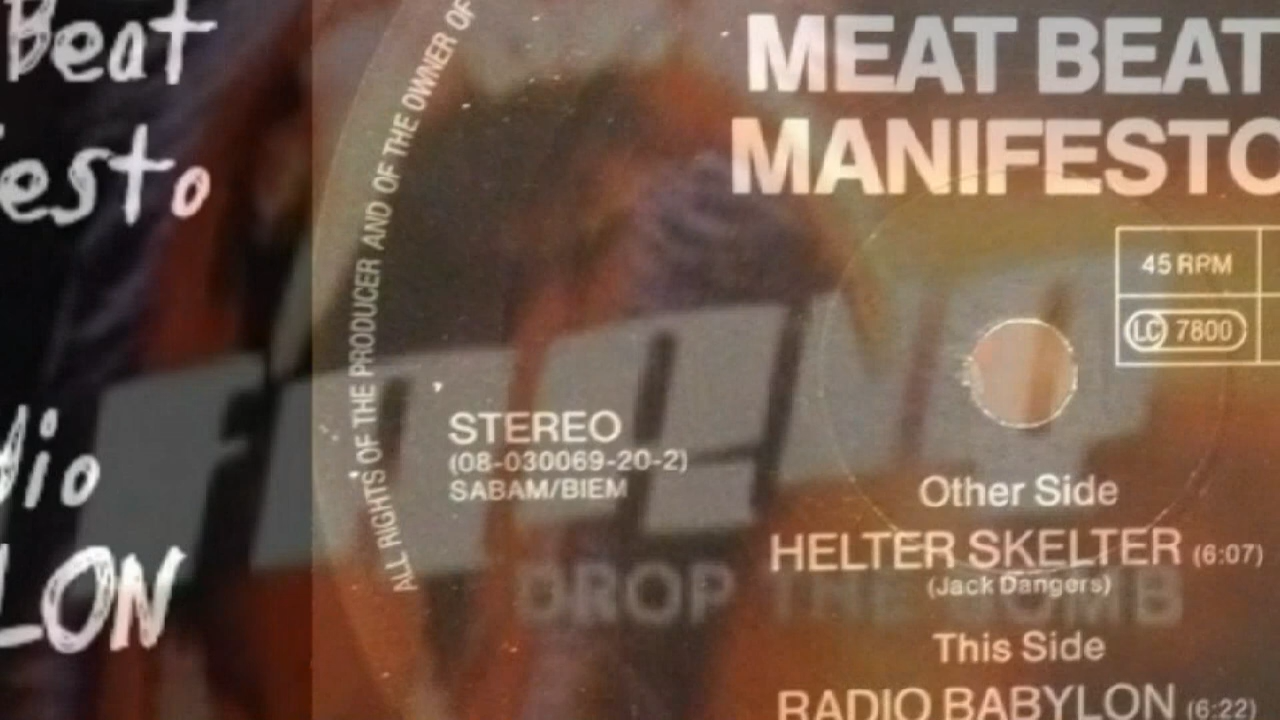 Beat
esto
dio
LON
ALL RIGHTS OF THE PRODUCER AND OF THE OWNER OF
MEAT BEAT
MANIFESTO
45 RPM
LC 7800
STEREO
(08-030069-20-2)
SABAM/BIEM
Other Side
HELTER SKELTER (6:07)
(Jack Dangers)
DROP THE BOMB
This Side
RADIO BABYLON (6:22)